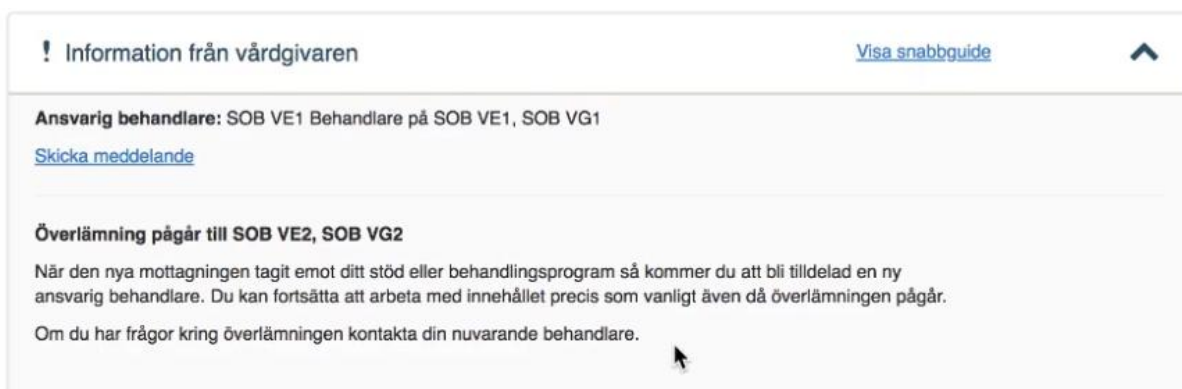 ! Information från vårdgivaren
Visa snabbguide
Ansvarig behandlare: SOB VE1 Behandlare på SOB VE1, SOB VG1
Skicka meddelande
Överlämning pågår till SOB VE2, SOB VG2
När den nya mottagningen tagit emot ditt stöd eller behandlingsprogram så kommer du att bli tilldelad en ny
ansvarig behandlare. Du kan fortsätta att arbeta med innehållet precis som vanligt även då överlämningen pågår.
Om du har frågor kring överlämningen kontakta din nuvarande behandlare.